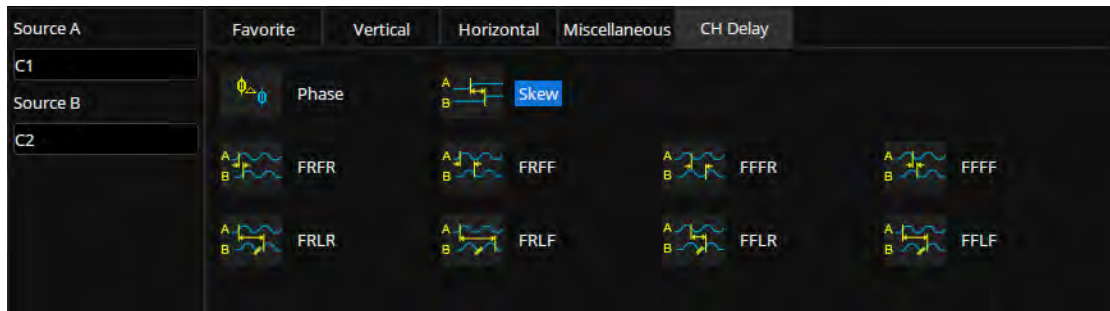 Source A
Favorite Vertical Horizontal Miscellaneous CH Delay
C1
Φ Φ Phase A B Skew
Source B
C2
A B FRFR A B FRFF A B FFFR A B FFFF
A B FRLR A B FRLF A B FFLR A B FFLF